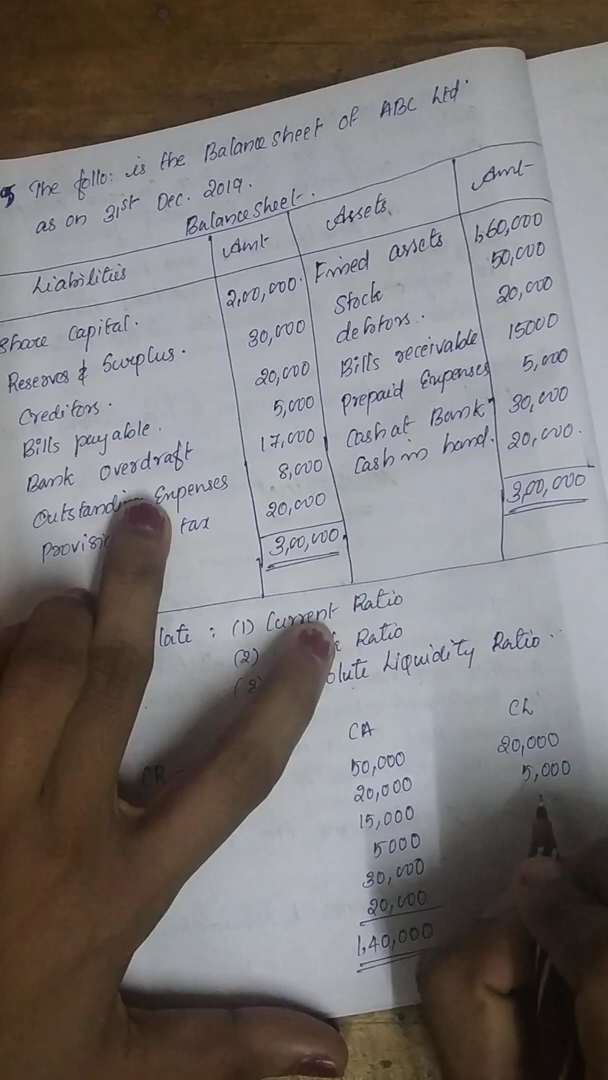 The follo: is the Balance sheet of ABC Ltd.
as on 31st Dec. 2019.
Balance sheet.
Liabilities Amt Assets Amt
Share capital. 2,00,000. Fixed assets 1,60,000
Reserves & Surplus. 30,000 Stock 50,000
Creditors. 20,000 debtors. 20,000
Bills payable. 5,000 Bills receivable 15000
Bank Overdraft 17,000 Prepaid Expenses 5,000
Outstanding Expenses 8,000 Cash at Bank 30,000
tax 20,000 Cash in hand. 20,000.
3,00,000. 3,00,000
late : (1) Current Ratio
(2) Ratio
Liquidity Ratio.
CR CA CL
50,000 20,000
20,000 5,000
15,000
5000
30,000
20,000
1,40,000